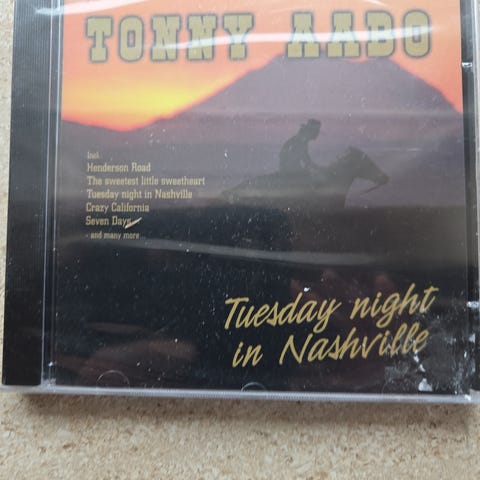 TONNY AABO
incl.
Henderson Road
The sweetest little sweetheart
Tuesday night in Nashville
Crazy California
Seven Days
- and many more
Tuesday night
in Nashville